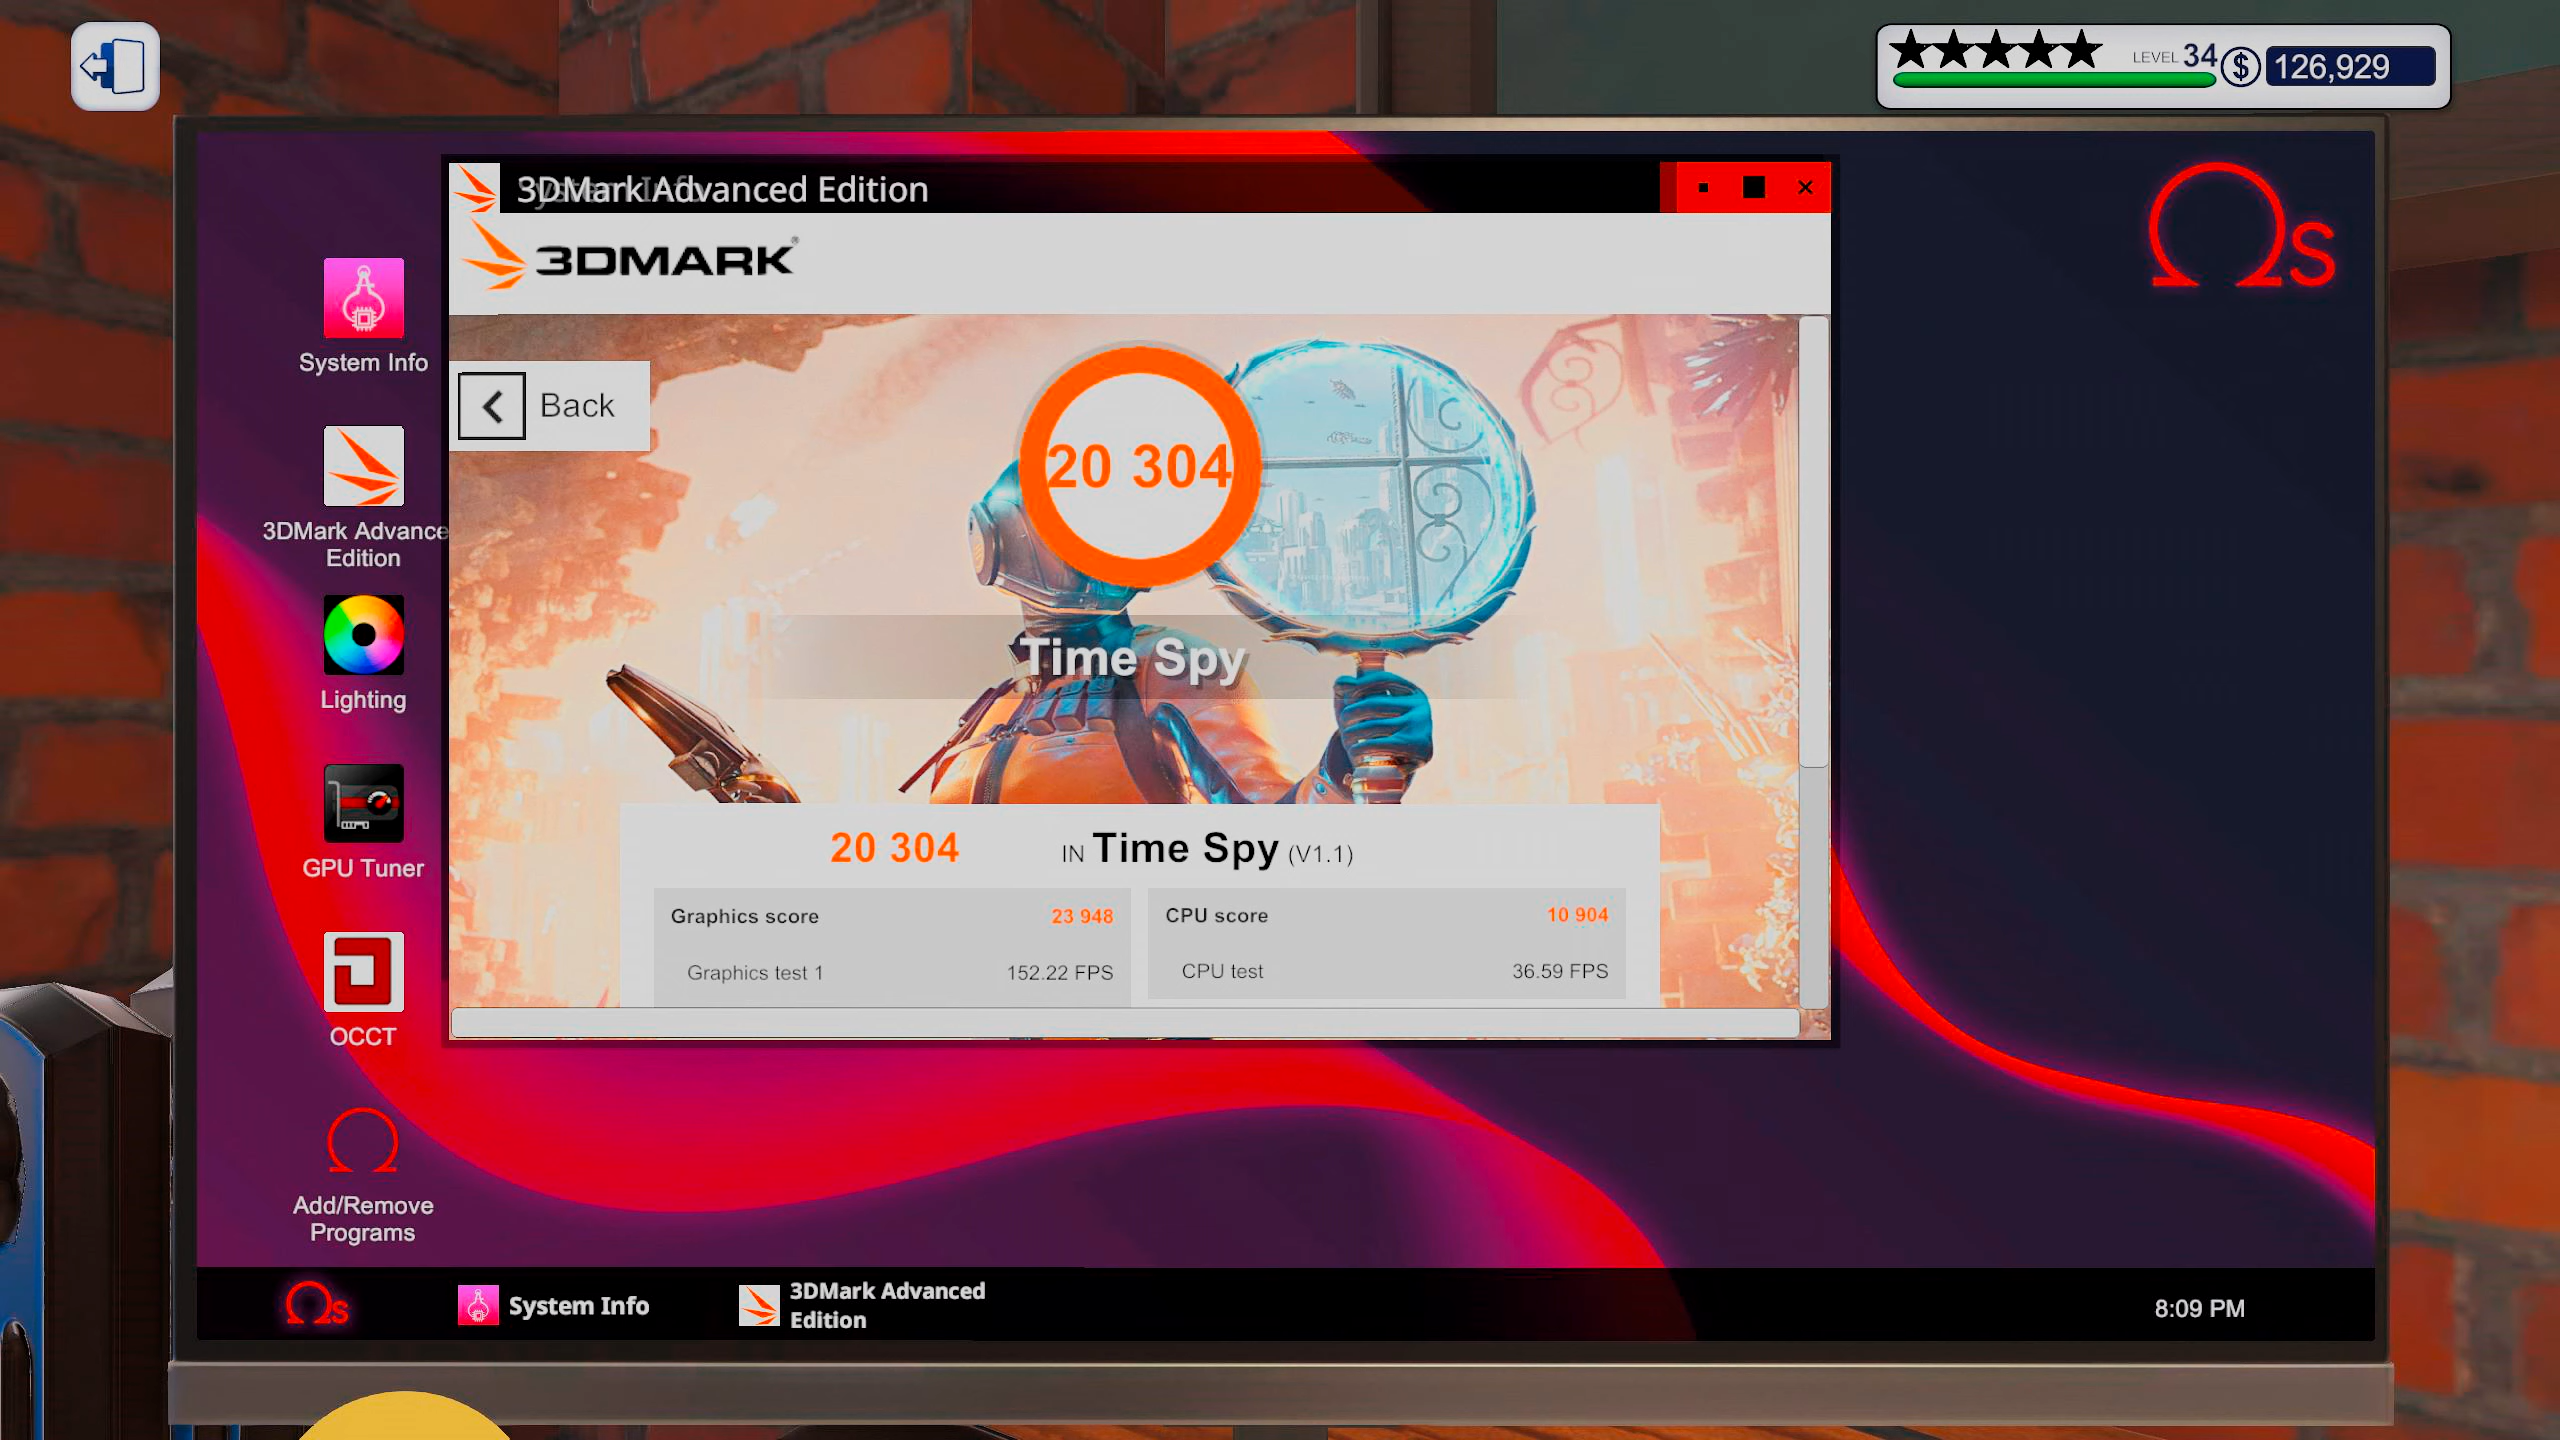 LEVEL 34
$ 126,929
3DMark Advanced Edition
3DMARK®
Ωs
System Info
3DMark Advance
Edition
Lighting
GPU Tuner
OCCT
Add/Remove
Programs
Back
20 304
Time Spy
20 304 IN Time Spy (V1.1)
Graphics score 23 948
CPU score 10 904
Graphics test 1 152.22 FPS
CPU test 36.59 FPS
Ωs
System Info
3DMark Advanced
Edition
8:09 PM